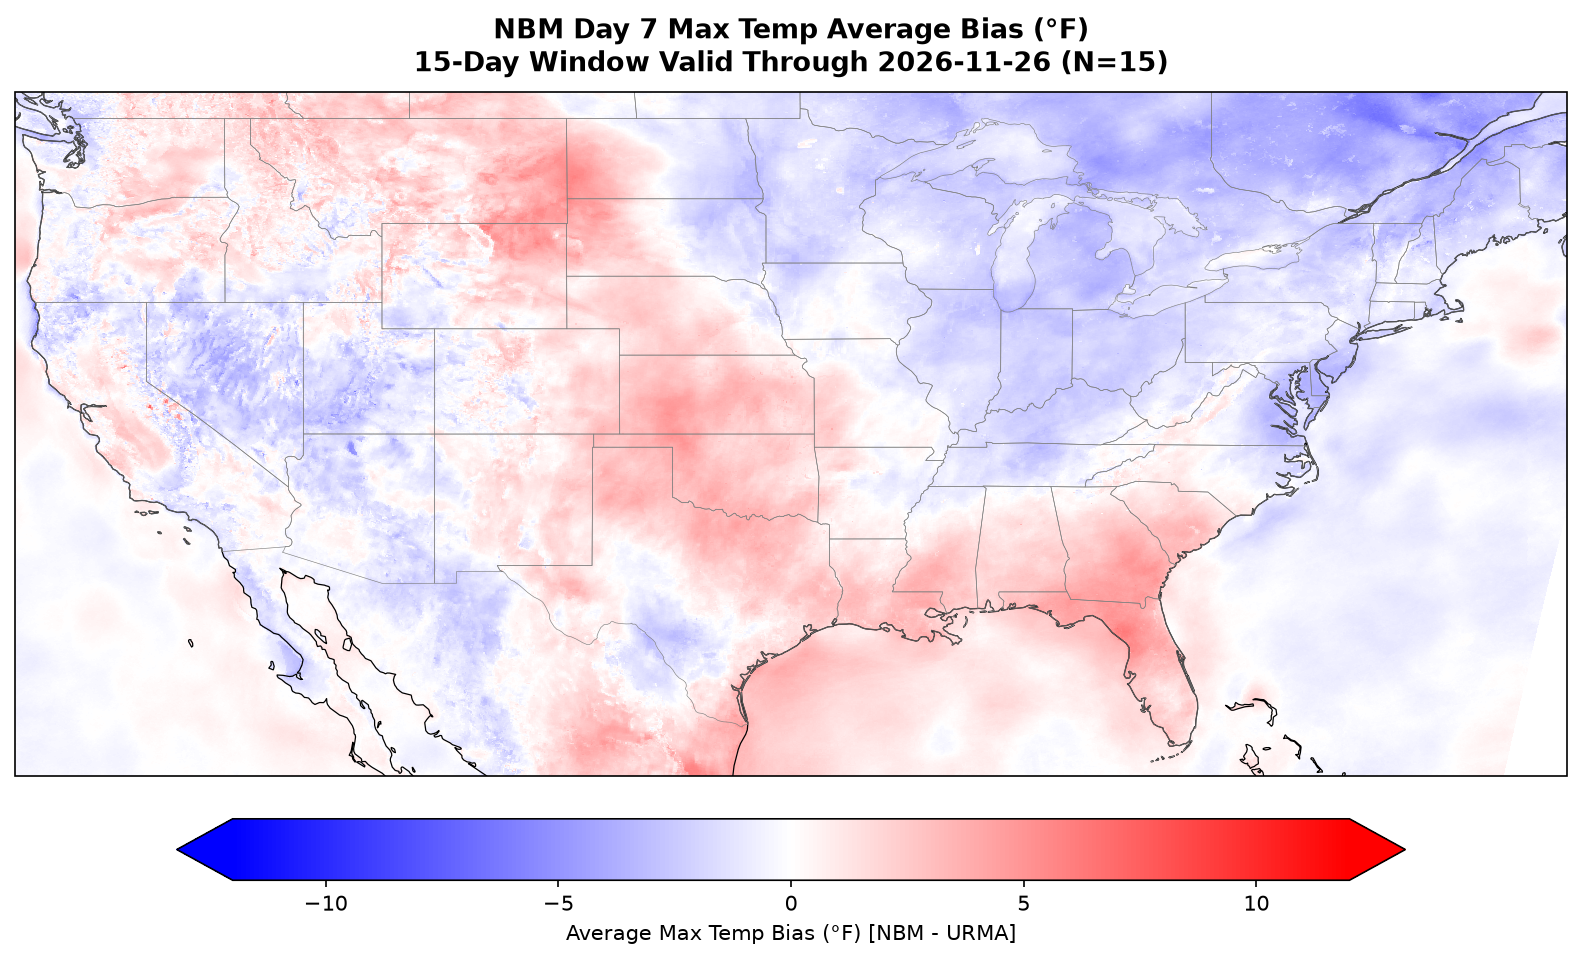 NBM Day 7 Max Temp Average Bias (°F)
15-Day Window Valid Through 2026-11-26 (N=15)
−10 −5 0 5 10
Average Max Temp Bias (°F) [NBM - URMA]